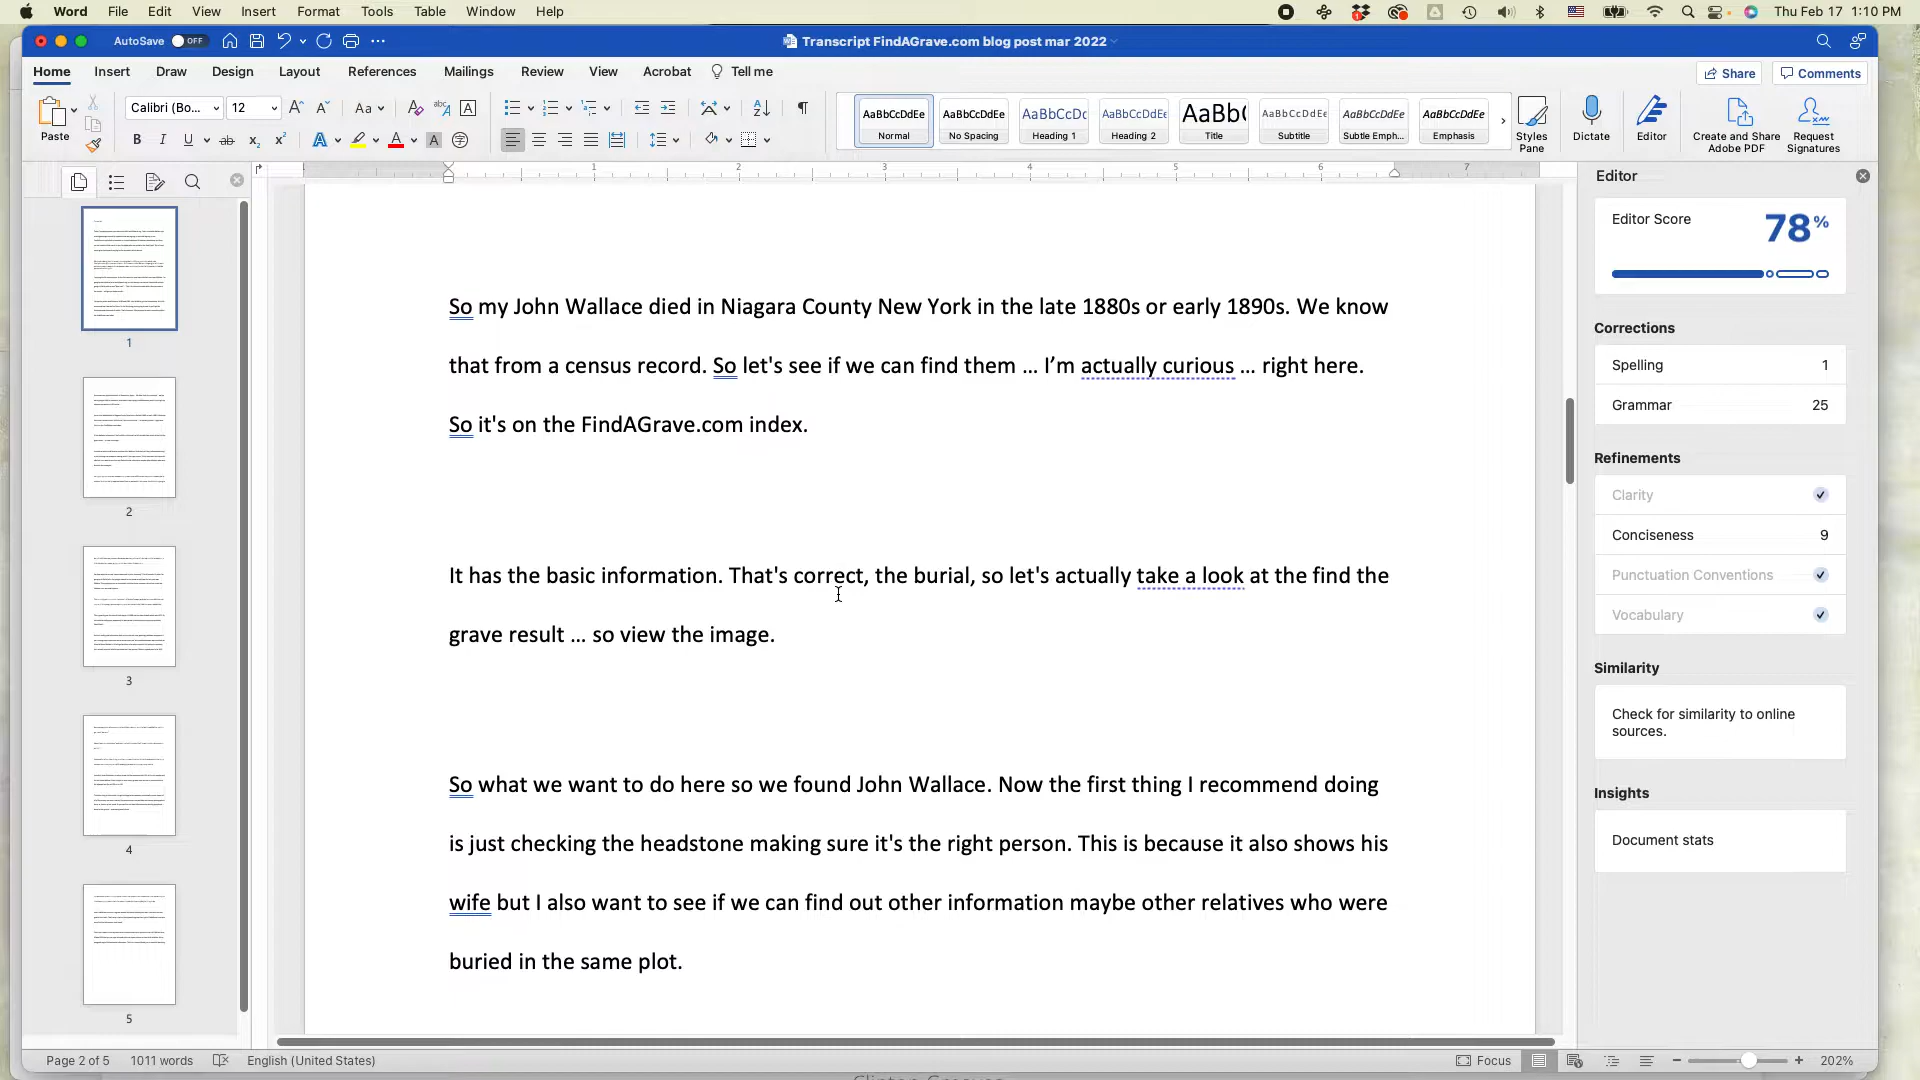 Word File Edit View Insert Format Tools Table Window Help Thu Feb 17 1:10 PM
AutoSave OFF Transcript FindAGrave.com blog post mar 2022
Home Insert Draw Design Layout References Mailings Review View Acrobat Tell me Share Comments
Calibri (Bo... 12 Aa
Paste
AaBbCcDdEe AaBbCcDdEe AaBbCcDc AaBbCcDdEe AaBb( AaBbCcDdEe AaBbCcDdEe AaBbCcDdEe
Normal No Spacing Heading 1 Heading 2 Title Subtitle Subtle Emph... Emphasis
Styles Pane Dictate Editor Create and Share Adobe PDF Request Signatures
1 2 3 4 5 6 7
Editor
Editor Score 78%
Corrections
Spelling 1
Grammar 25
Refinements
Clarity
Conciseness 9
Punctuation Conventions
Vocabulary
Similarity
Check for similarity to online
sources.
Insights
Document stats
1
2
3
4
5
So my John Wallace died in Niagara County New York in the late 1880s or early 1890s. We know
that from a census record. So let's see if we can find them ... I’m actually curious ... right here.
So it's on the FindAGrave.com index.
It has the basic information. That's correct, the burial, so let's actually take a look at the find the
grave result ... so view the image.
So what we want to do here so we found John Wallace. Now the first thing I recommend doing
is just checking the headstone making sure it's the right person. This is because it also shows his
wife but I also want to see if we can find out other information maybe other relatives who were
buried in the same plot.
Page 2 of 5 1011 words English (United States) Focus 202%